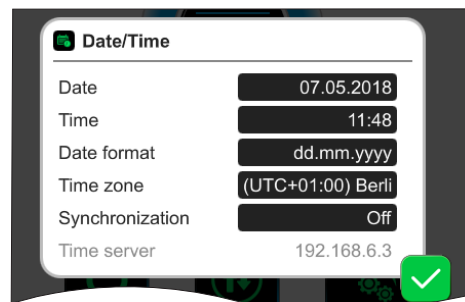 Date/Time
Date 07.05.2018
Time 11:48
Date format dd.mm.yyyy
Time zone (UTC+01:00) Berli
Synchronization Off
Time server 192.168.6.3